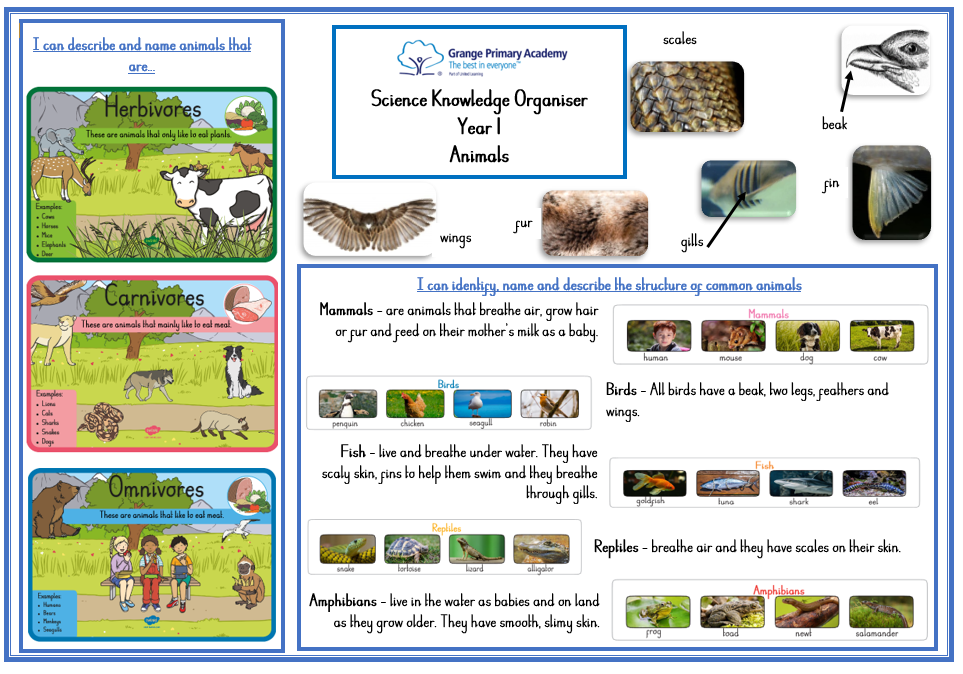 I can describe and name animals that
are...
Herbivores
These are animals that only like to eat plants.
Examples:
• Cows
• Horses
• Mice
• Elephants
• Deer
Carnivores
These are animals that mainly like to eat meat.
Examples:
• Lions
• Cats
• Sharks
• Snakes
• Dogs
Omnivores
These are animals that like to eat meat.
Examples
• Humans
• Bears
• Monkeys
• Seagulls
Grange Primary Academy
The best in everyone™
Part of United Learning
Science Knowledge Organiser
Year 1
Animals
scales
beak
wings
fur
gills
fin
I can identify, name and describe the structure of common animals
Mammals – are animals that breathe air, grow hair
or fur and feed on their mother's milk as a baby.
Mammals
human
mouse
dog
cow
Birds
penguin
chicken
seagull
robin
Birds – All birds have a beak, two legs, feathers and
wings.
Fish – live and breathe under water. They have
scaly skin, fins to help them swim and they breathe
through gills.
Fish
goldfish
tuna
shark
eel
Reptiles
snake
tortoise
lizard
alligator
Reptiles – breathe air and they have scales on their skin.
Amphibians – live in the water as babies and on land
as they grow older. They have smooth, slimy skin.
Amphibians
frog
toad
newt
salamander